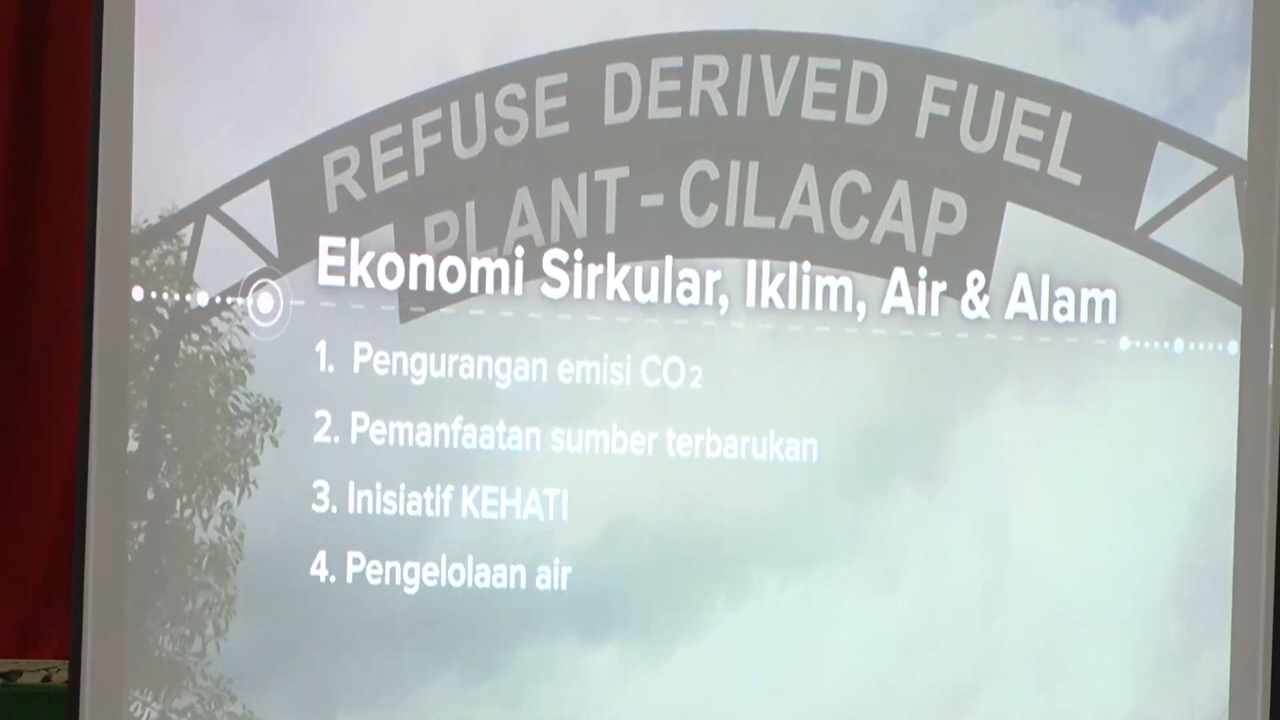 REFUSE DERIVED FUEL
PLANT - CILACAP
Ekonomi Sirkular, Iklim, Air & Alam
1. Pengurangan emisi CO2
2. Pemanfaatan sumber terbarukan
3. Inisiatif KEHATI
4. Pengelolaan air